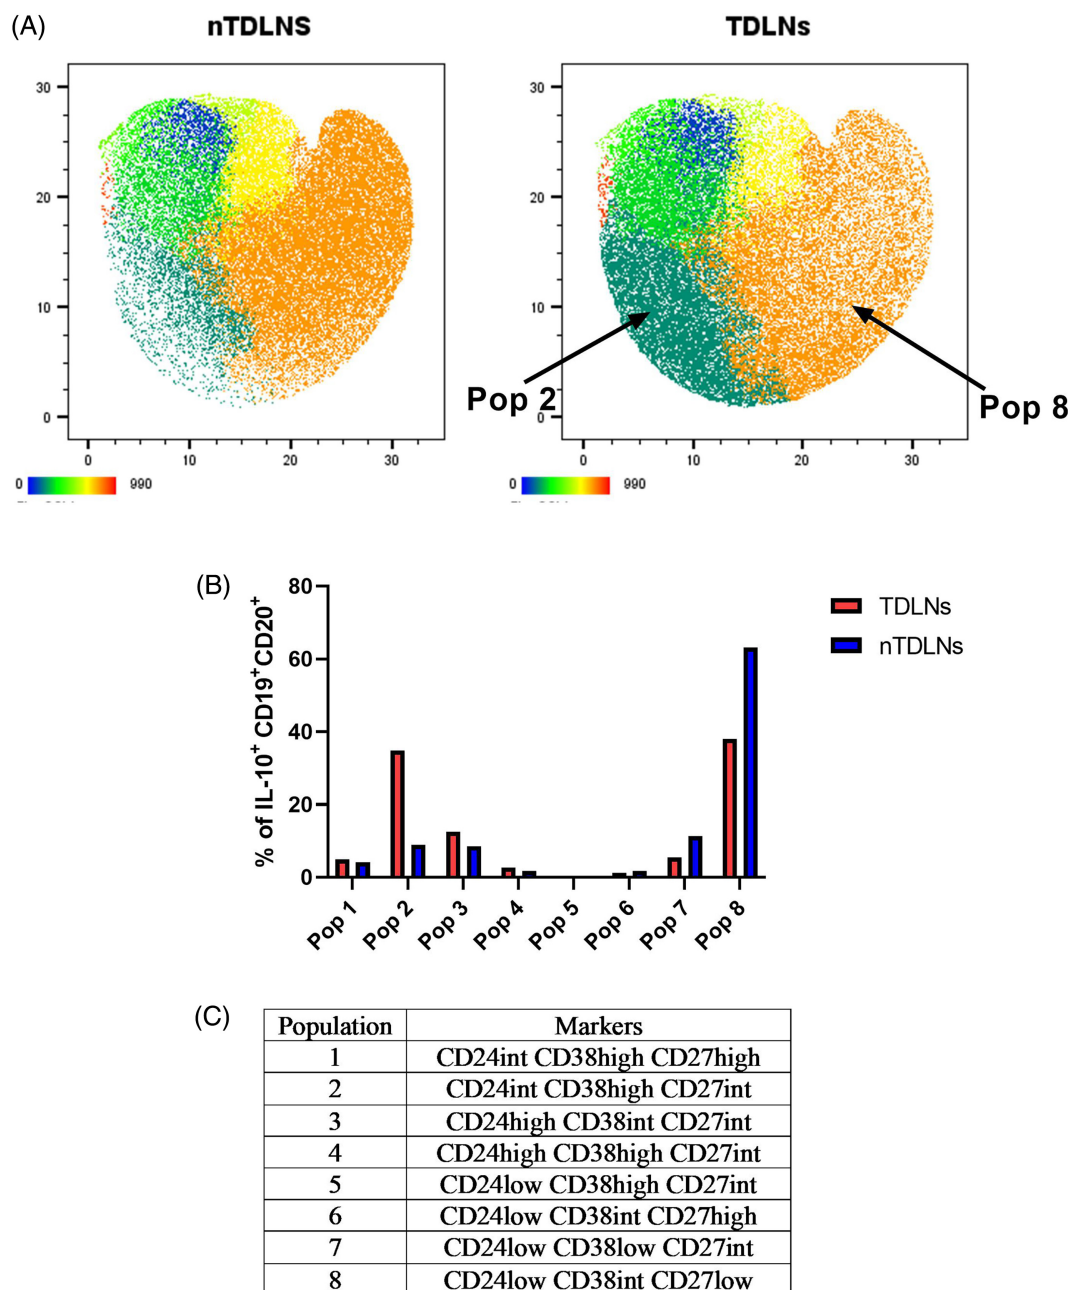 (A)
nTDLNS
TDLNs
30
20
10
0
0 10 20 30
0 990
30
20
10
0
0 10 20 30
0 990
Pop 2
Pop 8
(B)
% of IL-10+ CD19+CD20+
80
60
40
20
0
Pop 1
Pop 2
Pop 3
Pop 4
Pop 5
Pop 6
Pop 7
Pop 8
TDLNs
nTDLNs
(C)
Population Markers
1 CD24int CD38high CD27high
2 CD24int CD38high CD27int
3 CD24high CD38int CD27int
4 CD24high CD38high CD27int
5 CD24low CD38high CD27int
6 CD24low CD38int CD27high
7 CD24low CD38low CD27int
8 CD24low CD38int CD27low